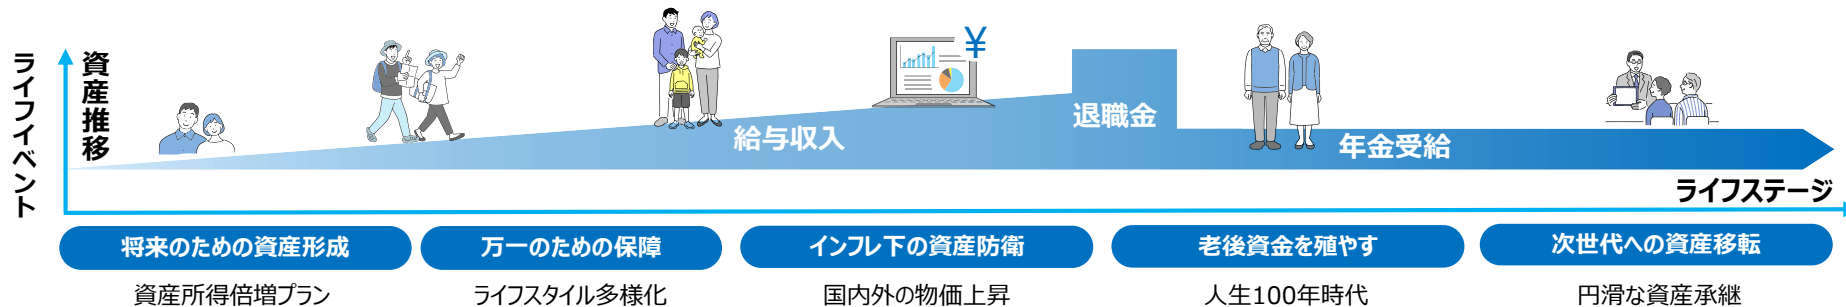 ライフイベント
資産推移
¥
給与収入
退職金
年金受給
ライフステージ
将来のための資産形成
万一のための保障
インフレ下の資産防衛
老後資金を殖やす
次世代への資産移転
資産所得倍増プラン
ライフスタイル多様化
国内外の物価上昇
人生100年時代
円滑な資産承継